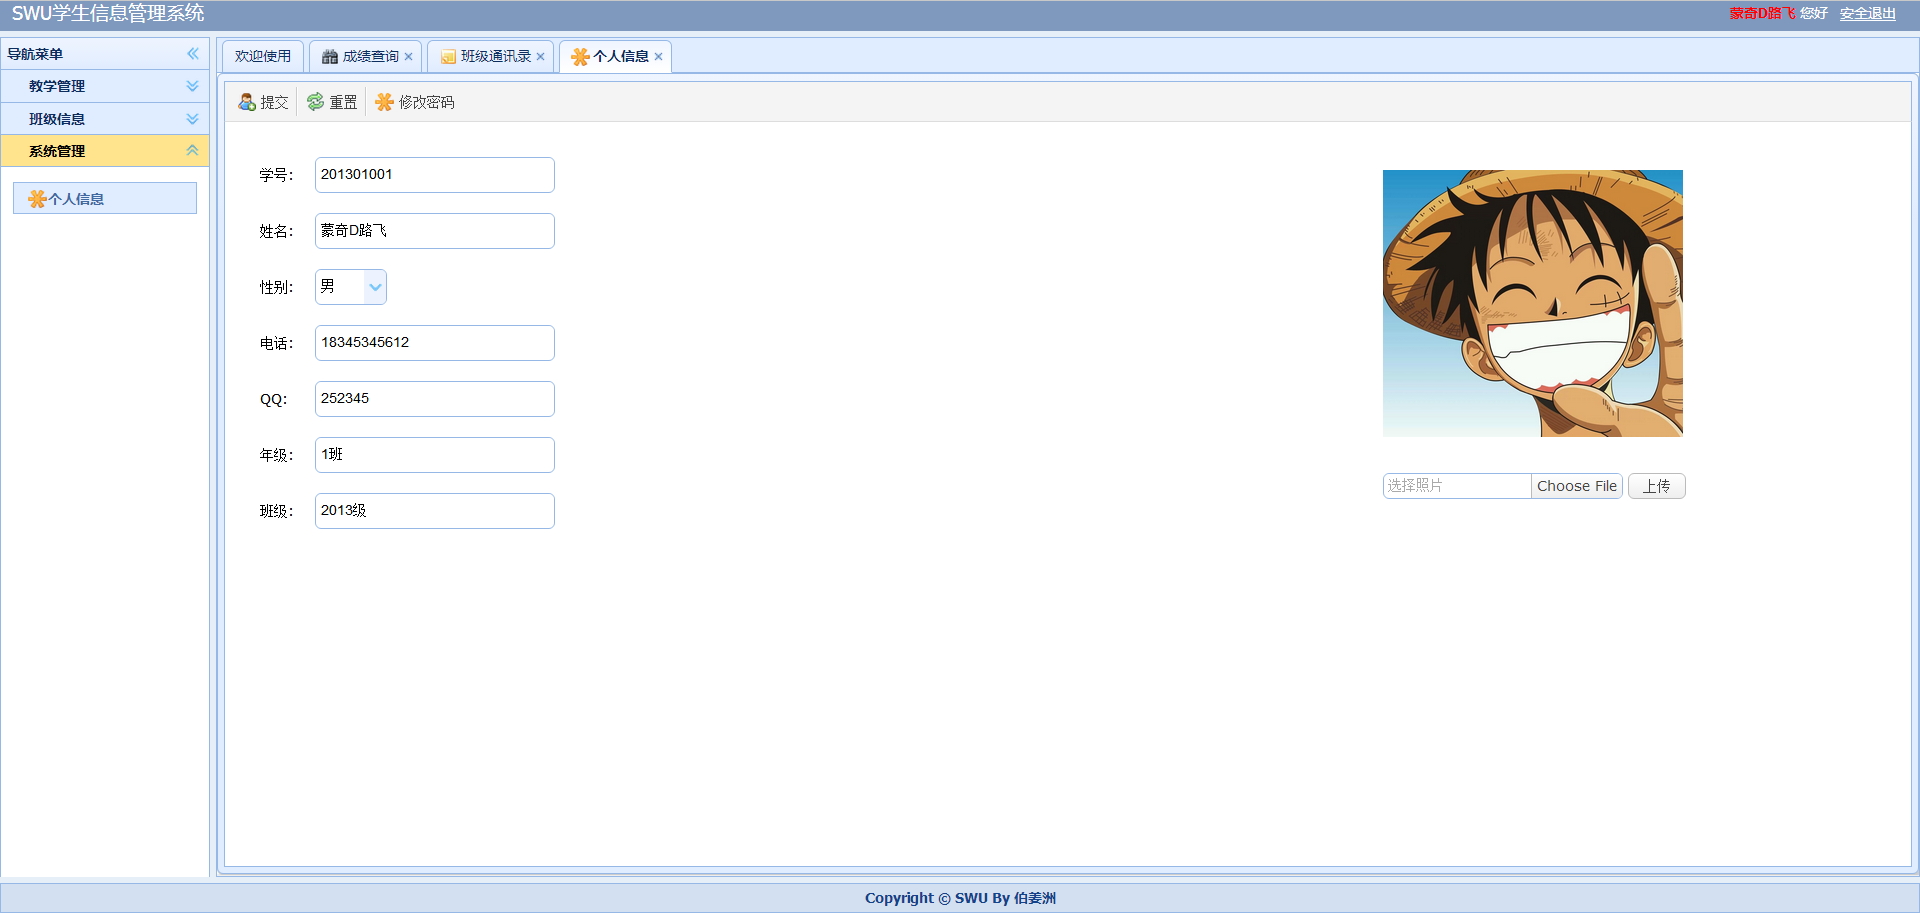 SWU学生信息管理系统
蒙奇D路飞 您好 安全退出
导航菜单
教学管理
班级信息
系统管理
个人信息
欢迎使用 成绩查询 班级通讯录 个人信息
提交 重置 修改密码
学号： 201301001
姓名： 蒙奇D路飞
性别： 男
电话： 18345345612
QQ： 252345
年级： 1班
班级： 2013级
选择照片 Choose File 上传
Copyright © SWU By 伯姜洲